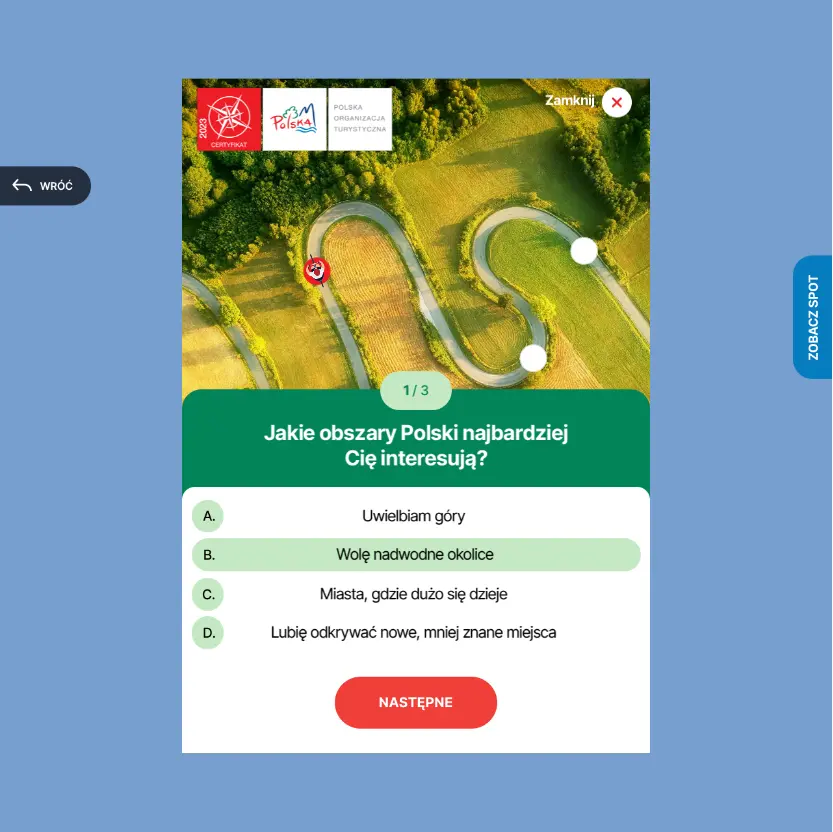 2023
CERTYFIKAT
POLSKA
POLSKA
ORGANIZACJA
TURYSTYCZNA
Zamknij
WRÓĆ
ZOBACZ SPOT
1 / 3
Jakie obszary Polski najbardziej
Cię interesują?
A. Uwielbiam góry
B. Wolę nadwodne okolice
C. Miasta, gdzie dużo się dzieje
D. Lubię odkrywać nowe, mniej znane miejsca
NASTĘPNE